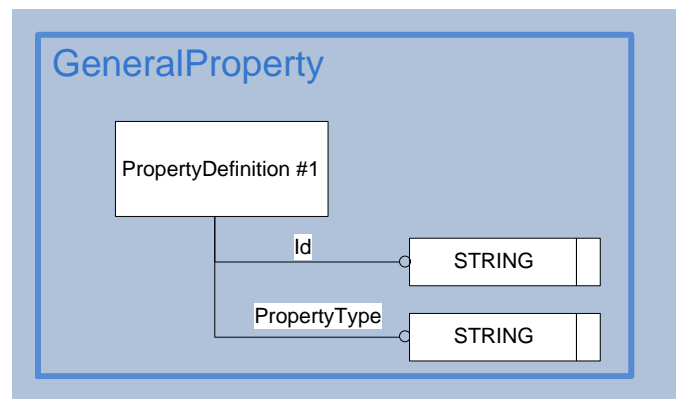 GeneralProperty
PropertyDefinition #1
Id
STRING
PropertyType
STRING